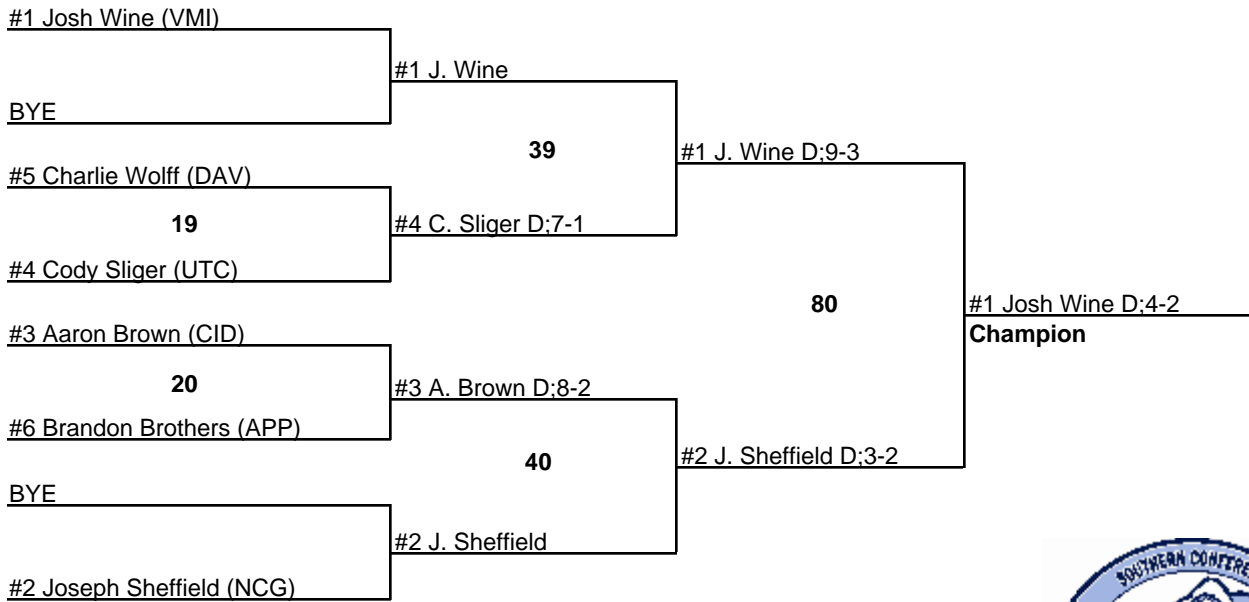 #1 Josh Wine (VMI)
#1 J. Wine
BYE
39
#1 J. Wine D;9-3
#5 Charlie Wolff (DAV)
19
#4 C. Sliger D;7-1
#4 Cody Sliger (UTC)
80
#1 Josh Wine D;4-2
Champion
#3 Aaron Brown (CID)
20
#3 A. Brown D;8-2
#6 Brandon Brothers (APP)
40
#2 J. Sheffield D;3-2
BYE
#2 J. Sheffield
#2 Joseph Sheffield (NCG)
SOUTHERN